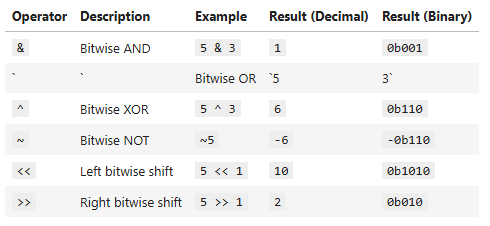 Operator Description Example Result (Decimal) Result (Binary)
& Bitwise AND 5 & 3 1 0b001
` ` Bitwise OR `5 3`
^ Bitwise XOR 5 ^ 3 6 0b110
~ Bitwise NOT ~5 -6 -0b110
<< Left bitwise shift 5 << 1 10 0b1010
>> Right bitwise shift 5 >> 1 2 0b010